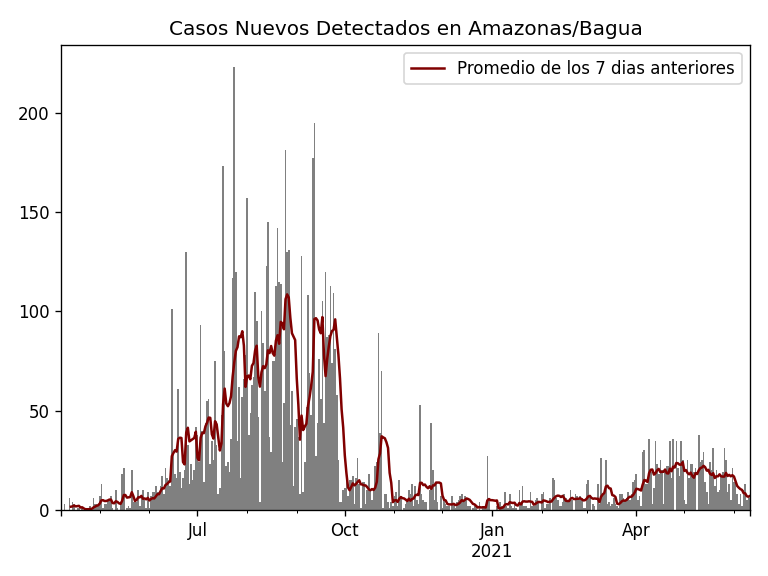 Casos Nuevos Detectados en Amazonas/Bagua
Promedio de los 7 dias anteriores
200
150
100
50
0
Jul
Oct
Jan
2021
Apr